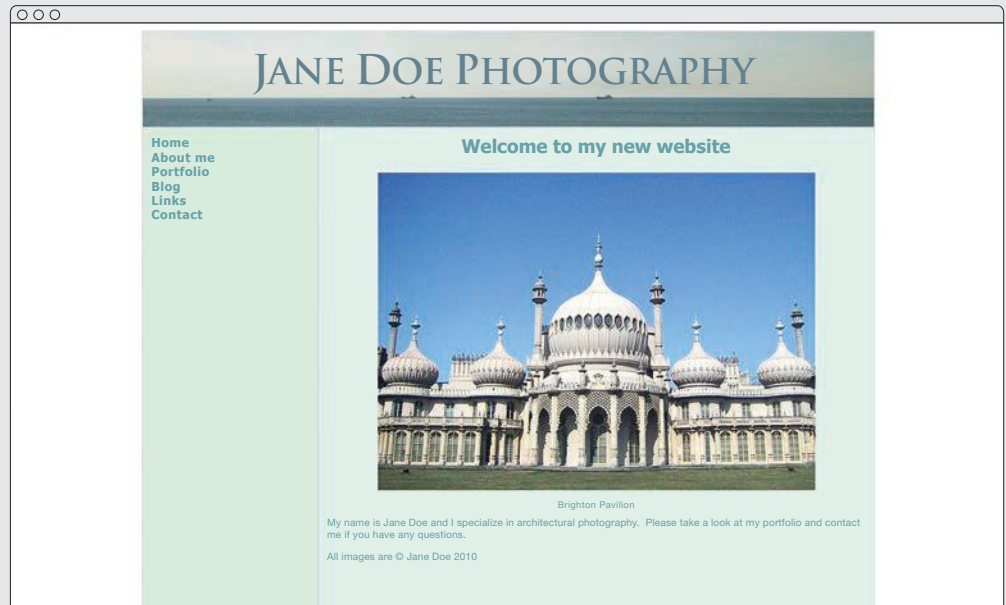 JANE DOE PHOTOGRAPHY
Home
About me
Portfolio
Blog
Links
Contact
Welcome to my new website
Brighton Pavilion
My name is Jane Doe and I specialize in architectural photography. Please take a look at my portfolio and contact
me if you have any questions.
All images are © Jane Doe 2010